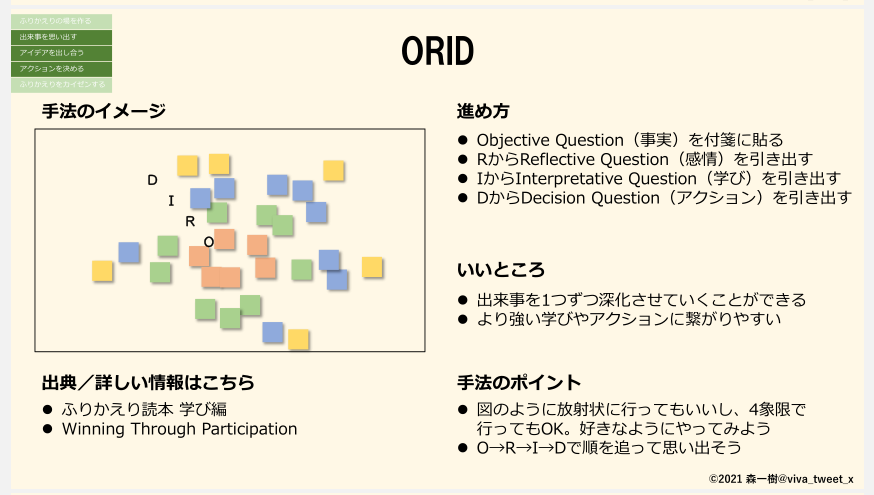 ふりかえりの場を作る
出来事を思い出す
アイデアを出し合う
アクションを決める
ふりかえりをカイゼンする
ORID
手法のイメージ
D
I
R
O
出典／詳しい情報はこちら
● ふりかえり読本 学び編
● Winning Through Participation
進め方
● Objective Question（事実）を付箋に貼る
● RからReflective Question（感情）を引き出す
● IからInterpretative Question（学び）を引き出す
● DからDecision Question（アクション）を引き出す
いいところ
● 出来事を1つずつ深化させていくことができる
● より強い学びやアクションに繋がりやすい
手法のポイント
● 図のように放射状に行ってもいいし、4象限で
行ってもOK。好きなようにやってみよう
● O→R→I→Dで順を追って思い出そう
©2021 森一樹@viva_tweet_x